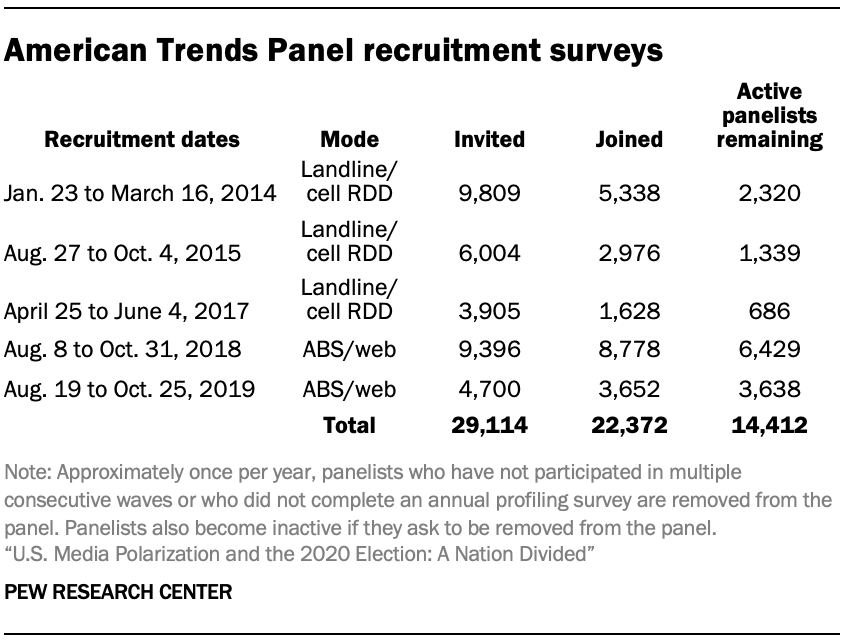 American Trends Panel recruitment surveys
Active
panelists
Recruitment dates Mode Invited Joined remaining
Landline/
Jan. 23 to March 16, 2014 cell RDD 9,809 5,338 2,320
Landline/
Aug. 27 to Oct. 4, 2015 cell RDD 6,004 2,976 1,339
Landline/
April 25 to June 4, 2017 cell RDD 3,905 1,628 686
Aug. 8 to Oct. 31, 2018 ABS/web 9,396 8,778 6,429
Aug. 19 to Oct. 25, 2019 ABS/web 4,700 3,652 3,638
Total 29,114 22,372 14,412
Note: Approximately once per year, panelists who have not participated in multiple
consecutive waves or who did not complete an annual profiling survey are removed from the
panel. Panelists also become inactive if they ask to be removed from the panel.
“U.S. Media Polarization and the 2020 Election: A Nation Divided”
PEW RESEARCH CENTER